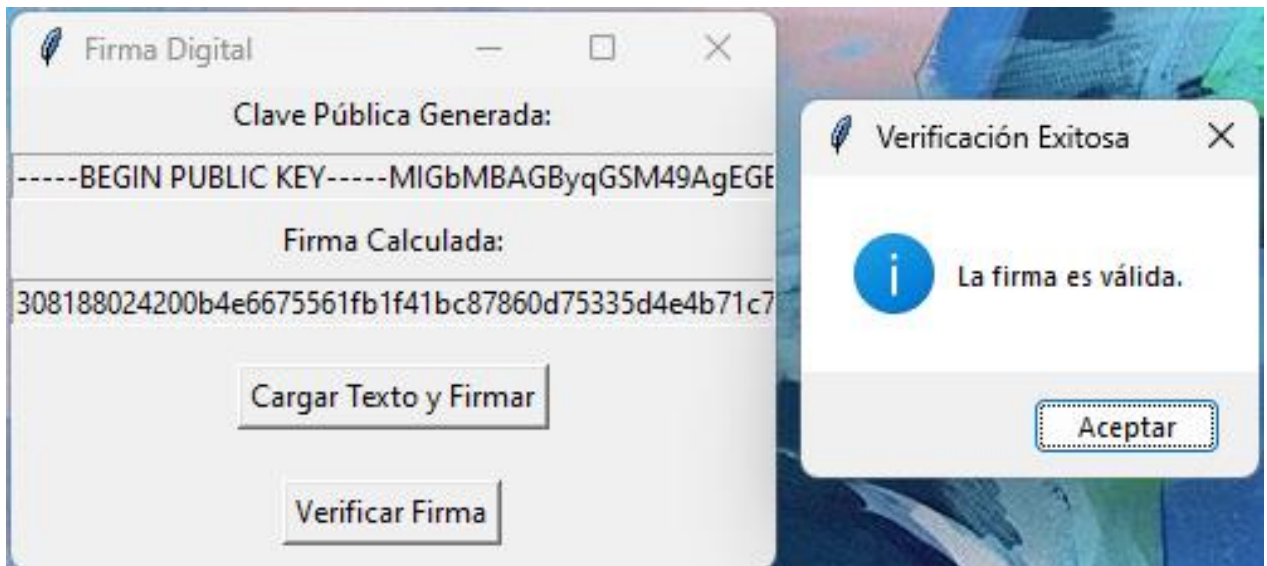 Firma Digital
Clave Pública Generada:
-----BEGIN PUBLIC KEY-----MIGbMBAGByqGSM49AgEGE
Firma Calculada:
308188024200b4e6675561fb1f41bc87860d75335d4e4b71c7
Cargar Texto y Firmar
Verificar Firma
Verificación Exitosa
La firma es válida.
Aceptar